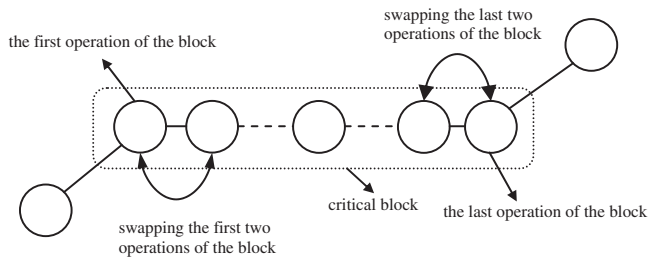 swapping the last two
operations of the block
the first operation of the block
critical block
the last operation of the block
swapping the first two
operations of the block